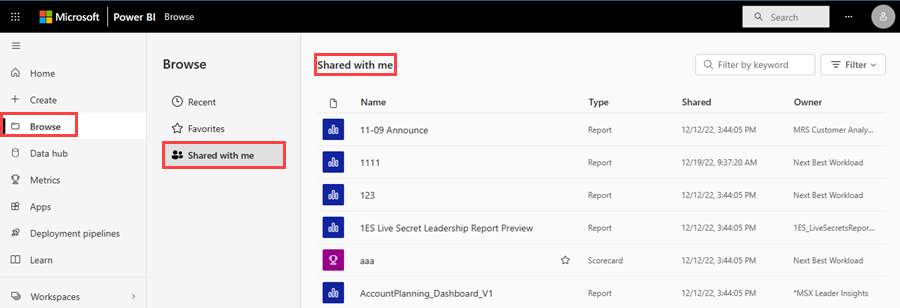 Microsoft Power BI Browse Search ...
Home
Create
Browse
Data hub
Metrics
Apps
Deployment pipelines
Learn
Workspaces
Browse
Recent
Favorites
Shared with me
Shared with me Filter by keyword Filter
Name Type Shared Owner
11-09 Announce Report 12/12/22, 3:44:05 PM MRS Customer Analy...
1111 Report 12/19/22, 9:37:20 AM Next Best Workload
123 Report 12/12/22, 3:44:05 PM Next Best Workload
1ES Live Secret Leadership Report Preview Report 12/12/22, 3:44:05 PM 1ES_LiveSecretsRepor...
aaa Scorecard 12/12/22, 3:44:05 PM Next Best Workload
AccountPlanning_Dashboard_V1 Report 12/12/22, 3:44:05 PM *MSX Leader Insights